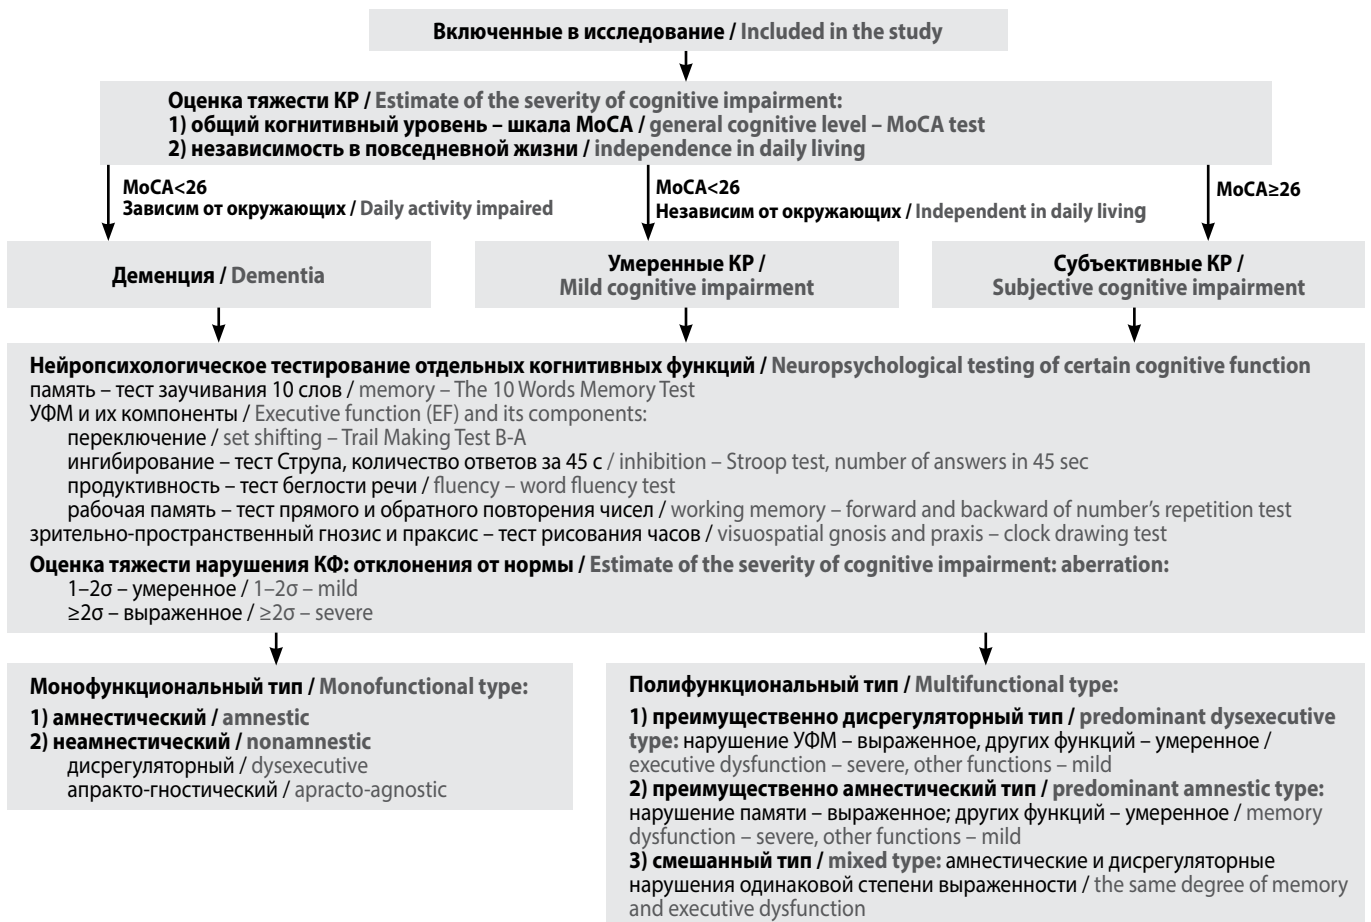 Включенные в исследование / Included in the study
Оценка тяжести КР / Estimate of the severity of cognitive impairment:
1) общий когнитивный уровень – шкала MoCA / general cognitive level – MoCA test
2) независимость в повседневной жизни / independence in daily living
MoCA<26
Зависим от окружающих / Daily activity impaired
MoCA<26
Независим от окружающих / Independent in daily living
MoCA≥26
Деменция / Dementia
Умеренные КР /
Mild cognitive impairment
Субъективные КР /
Subjective cognitive impairment
Нейропсихологическое тестирование отдельных когнитивных функций / Neuropsychological testing of certain cognitive function
память – тест заучивания 10 слов / memory – The 10 Words Memory Test
УФМ и их компоненты / Executive function (EF) and its components:
переключение / set shifting – Trail Making Test B-A
ингибирование – тест Струпа, количество ответов за 45 с / inhibition – Stroop test, number of answers in 45 sec
продуктивность – тест беглости речи / fluency – word fluency test
рабочая память – тест прямого и обратного повторения чисел / working memory – forward and backward of number’s repetition test
зрительно-пространственный гнозис и праксис – тест рисования часов / visuospatial gnosis and praxis – clock drawing test
Оценка тяжести нарушения КФ: отклонения от нормы / Estimate of the severity of cognitive impairment: aberration:
1–2σ – умеренное / 1–2σ – mild
≥2σ – выраженное / ≥2σ – severe
Монофункциональный тип / Monofunctional type:
1) амнестический / amnestic
2) неамнестический / nonamnestic
дисрегуляторный / dysexecutive
апракто-гностический / apracto-agnostic
Полифункциональный тип / Multifunctional type:
1) преимущественно дисрегуляторный тип / predominant dysexecutive
type: нарушение УФМ – выраженное, других функций – умеренное /
executive dysfunction – severe, other functions – mild
2) преимущественно амнестический тип / predominant amnestic type:
нарушение памяти – выраженное; других функций – умеренное / memory
dysfunction – severe, other functions – mild
3) смешанный тип / mixed type: амнестические и дисрегуляторные
нарушения одинаковой степени выраженности / the same degree of memory
and executive dysfunction